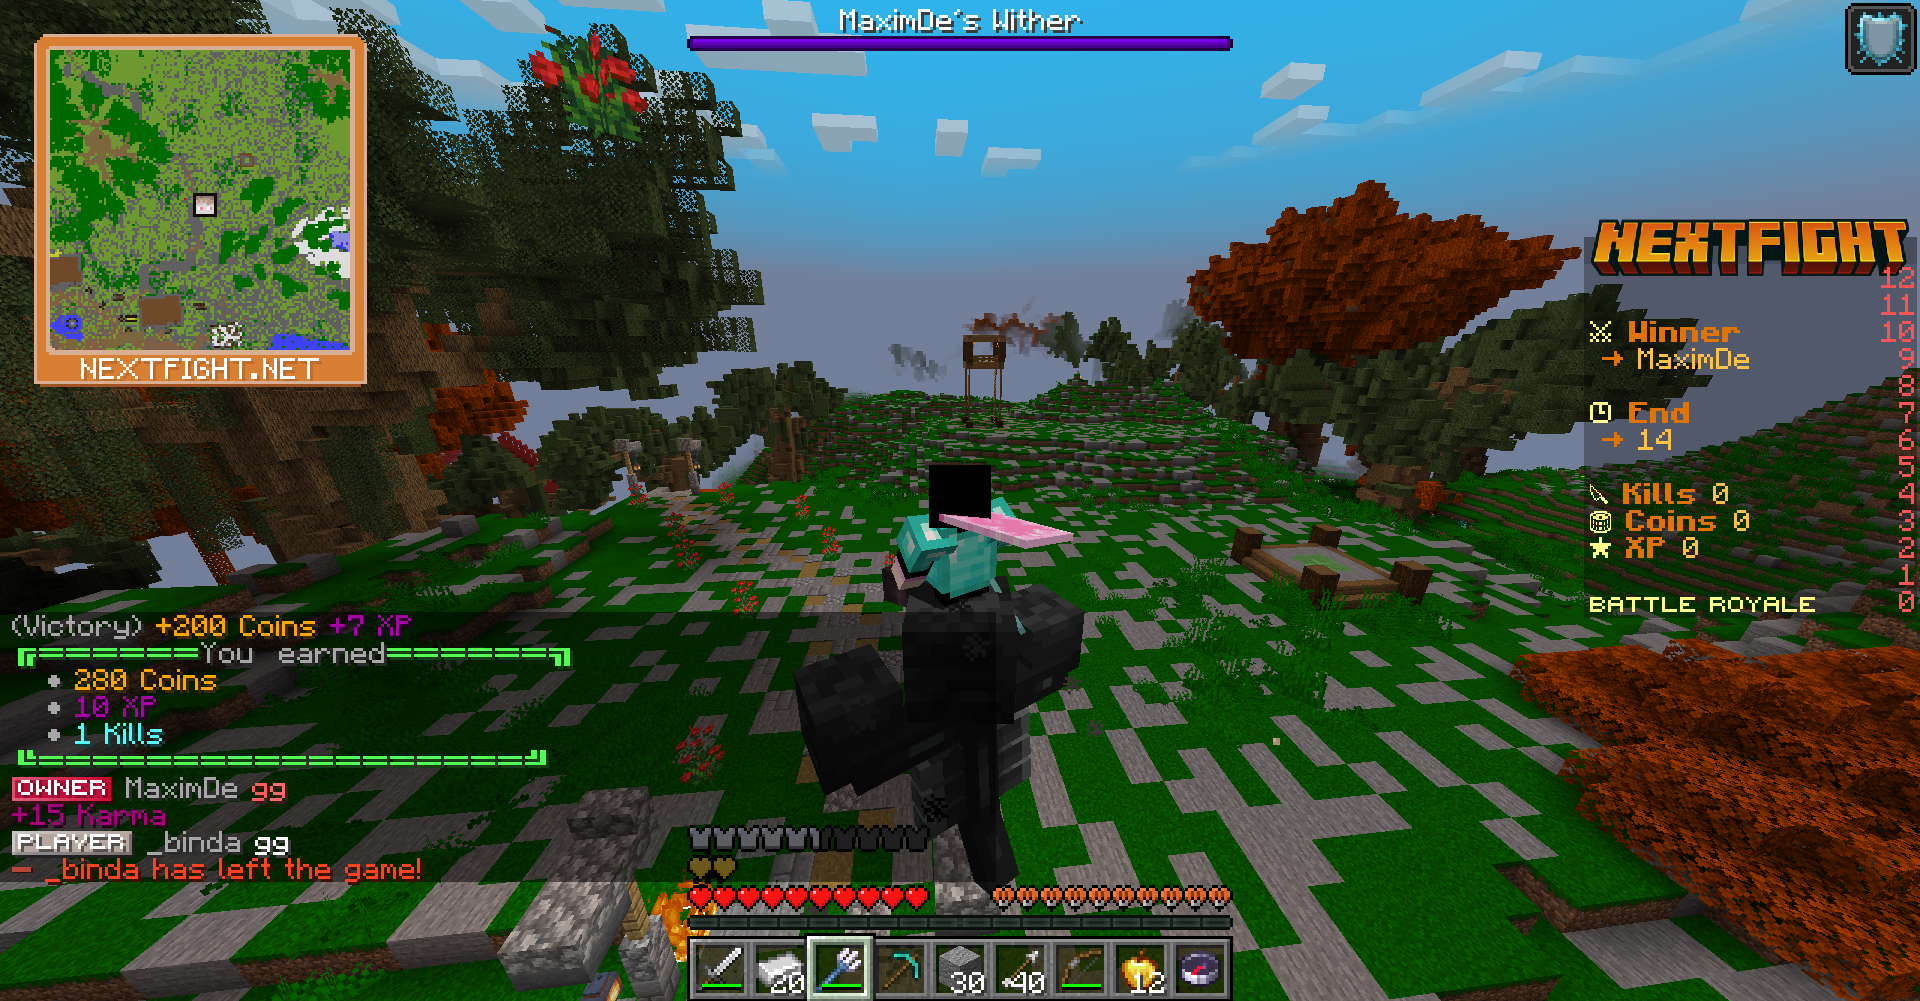 MaximDe's Wither
NEXTFIGHT.NET
NEXTFIGHT
12
11
Winner 10
→ MaximDe 9
8
End 7
→ 14 6
5
Kills 0 4
Coins 0 3
XP 0 2
1
BATTLE ROYALE 0
(Victory) +200 Coins +7 XP
You earned
• 280 Coins
• 10 XP
• 1 Kills
OWNER MaximDe gg
+15 Karma
PLAYER _binda gg
- _binda has left the game!
20 30 40 12